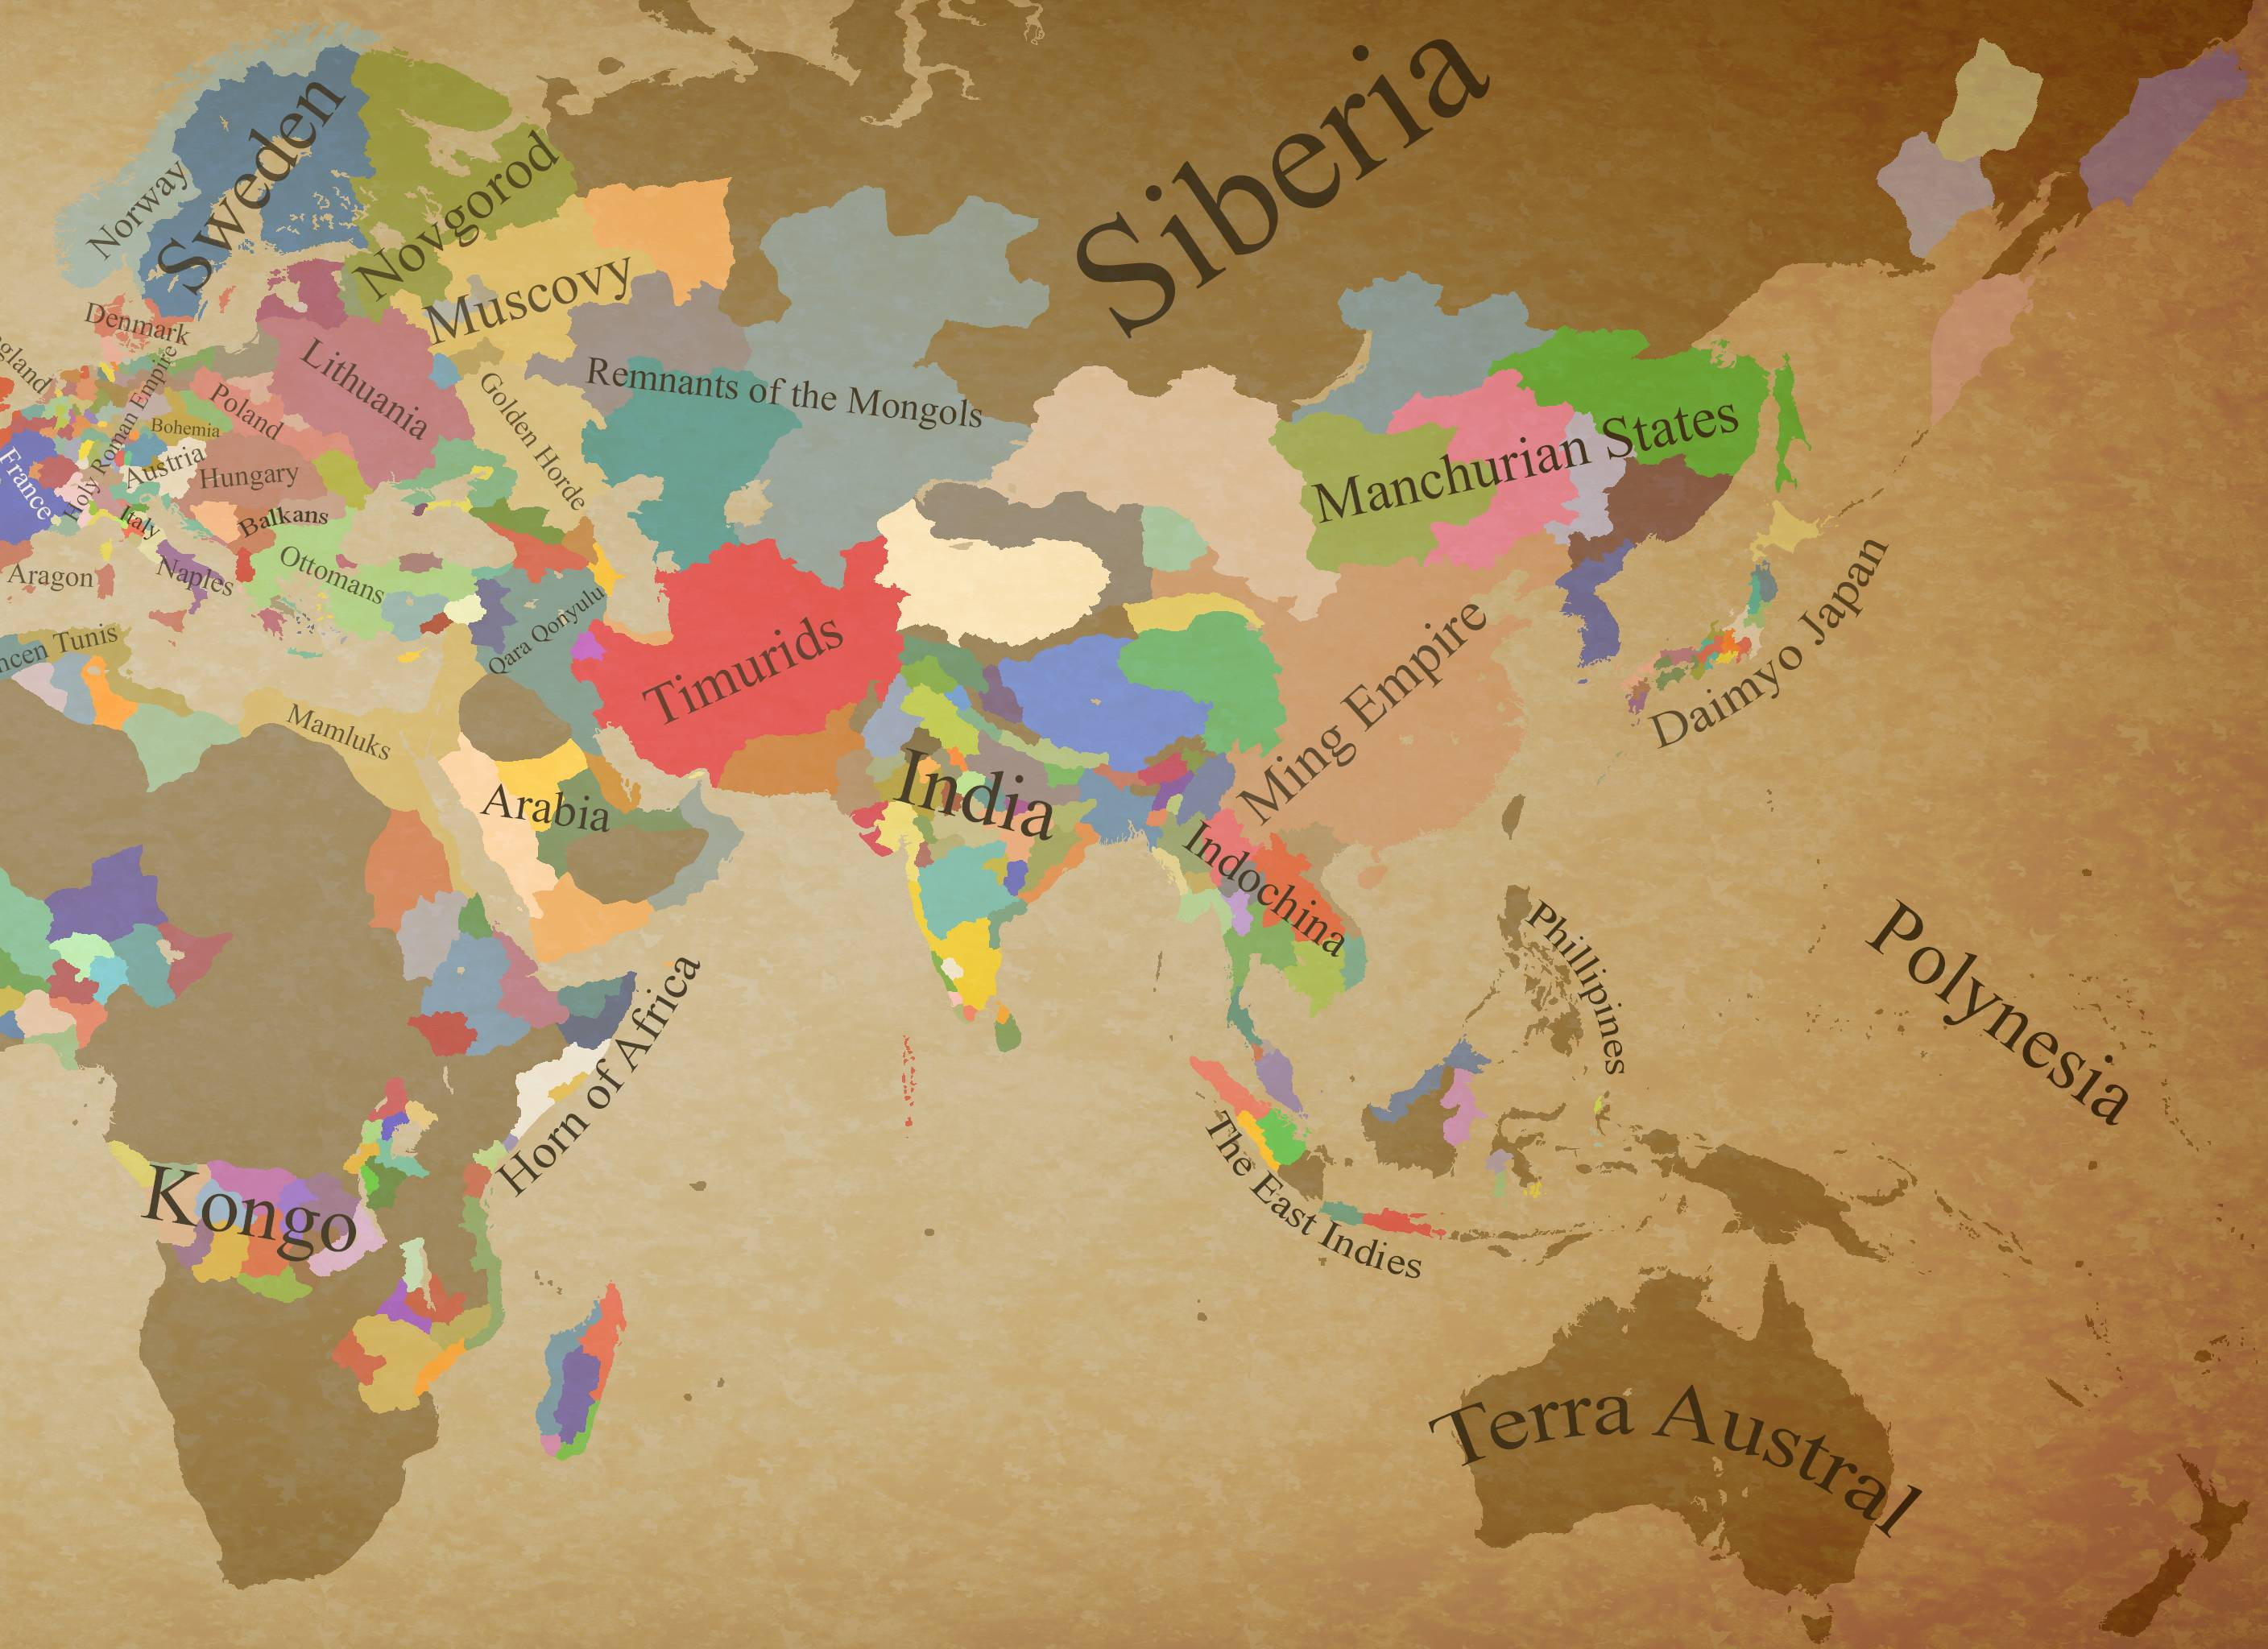 Siberia
Sweden
Norway
Novgorod
Muscovy
Denmark
gland
Lithuania
Remnants of the Mongols
Holy Roman Empire
Poland
Golden Horde
Bohemia
Manchurian States
France
Austria
Hungary
Italy
Balkans
Aragon
Naples
Ottomans
Qara Qonyulu
Timurids
ncen
Tunis
Mamluks
Ming Empire
Daimyo Japan
India
Arabia
Indochina
Phillipines
Polynesia
Horn of Africa
Kongo
The East Indies
Terra Austral